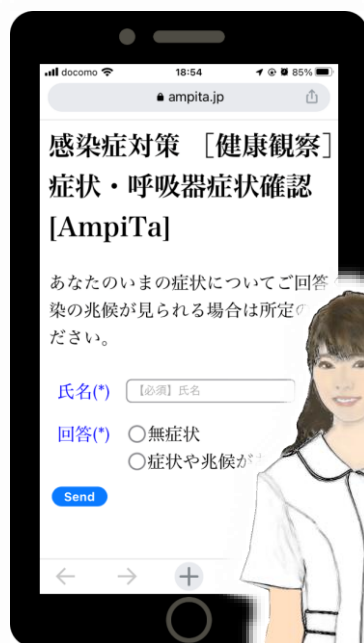 docomo 18:54 85%
ampita.jp
感染症対策 [健康観察]
症状・呼吸器症状確認
[AmpiTa]
あなたのいまの症状についてご回答
染の兆候が見られる場合は所定の
ださい。
氏名(*) 【必須】氏名
回答(*) 無症状
症状や兆候が
Send